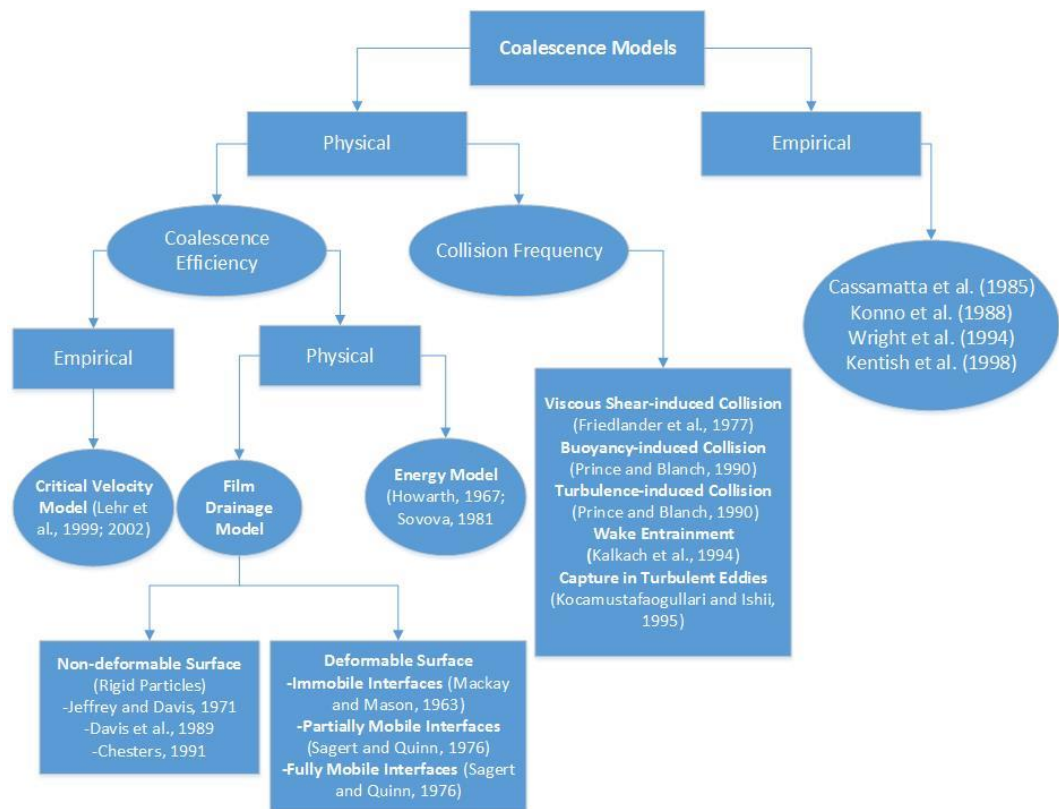 Coalescence Models
Physical
Empirical
Coalescence
Efficiency
Collision Frequency
Cassamatta et al. (1985)
Konno et al. (1988)
Wright et al. (1994)
Kentish et al. (1998)
Empirical
Physical
Viscous Shear-induced Collision
(Friedlander et al., 1977)
Buoyancy-induced Collision
(Prince and Blanch, 1990)
Turbulence-induced Collision
(Prince and Blanch, 1990)
Wake Entrainment
(Kalkach et al., 1994)
Capture in Turbulent Eddies
(Kocamustafaogullari and Ishii,
1995)
Critical Velocity
Model (Lehr et
al., 1999; 2002)
Film
Drainage
Model
Energy Model
(Howarth, 1967;
Sovova, 1981
Non-deformable Surface
(Rigid Particles)
-Jeffrey and Davis, 1971
-Davis et al., 1989
-Chesters, 1991
Deformable Surface
-Immobile Interfaces (Mackay
and Mason, 1963)
-Partially Mobile Interfaces
(Sagert and Quinn, 1976)
-Fully Mobile Interfaces (Sagert
and Quinn, 1976)